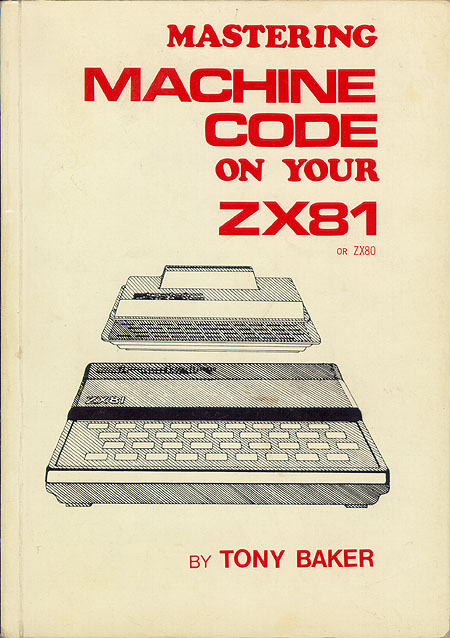 MASTERING
MACHINE
CODE
ON YOUR
ZX81
OR ZX80
ZX81
BY TONY BAKER